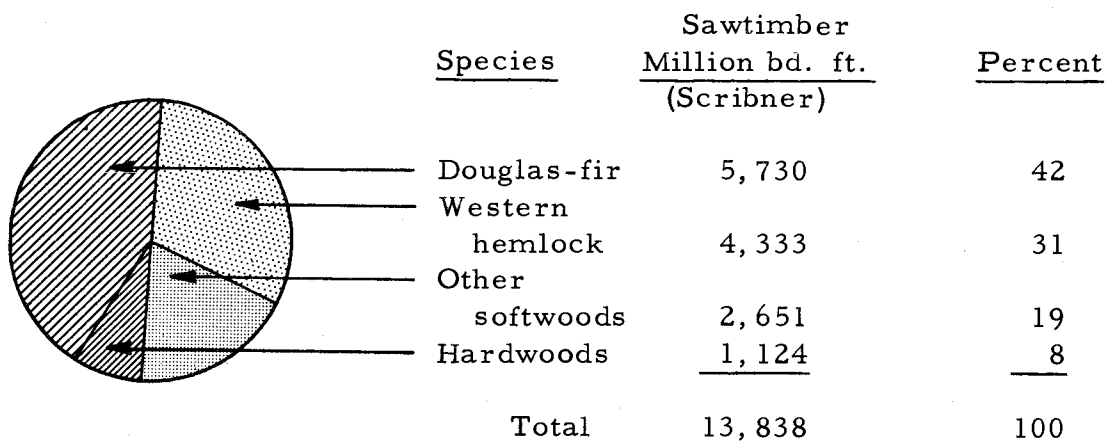 Sawtimber
Species Million bd. ft. Percent
(Scribner)
Douglas-fir 5,730 42
Western
hemlock 4,333 31
Other
softwoods 2,651 19
Hardwoods 1,124 8
Total 13,838 100